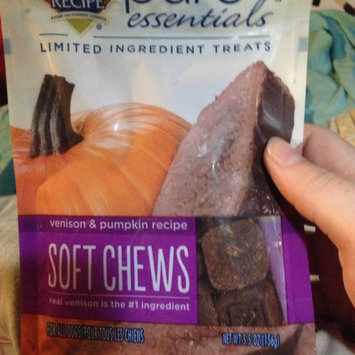 RECIPE
essentials
LIMITED INGREDIENT TREATS
venison & pumpkin recipe
SOFT CHEWS
real venison is the #1 ingredient
FOR ALL DOGS/POUR TOUS LES CHIENS
NET WT 5.5 OZ (156g)